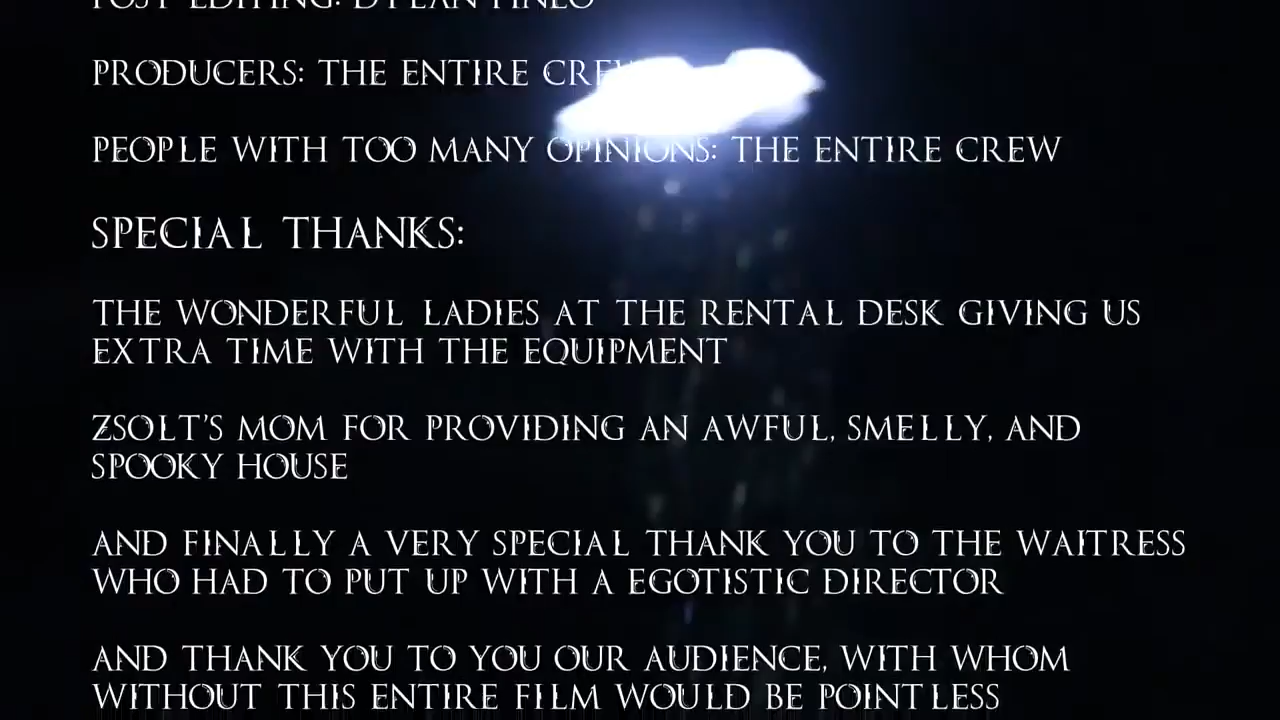 POST EDITING: DYLAN
PRODUCERS: THE ENTIRE CREW
PEOPLE WITH TOO MANY OPINIONS: THE ENTIRE CREW
SPECIAL THANKS:
THE WONDERFUL LADIES AT THE RENTAL DESK GIVING US
EXTRA TIME WITH THE EQUIPMENT
ZSOLT'S MOM FOR PROVIDING AN AWFUL, SMELLY, AND
SPOOKY HOUSE
AND FINALLY A VERY SPECIAL THANK YOU TO THE WAITRESS
WHO HAD TO PUT UP WITH A EGOTISTIC DIRECTOR
AND THANK YOU TO YOU OUR AUDIENCE, WITH WHOM
WITHOUT THIS ENTIRE FILM WOULD BE POINTLESS